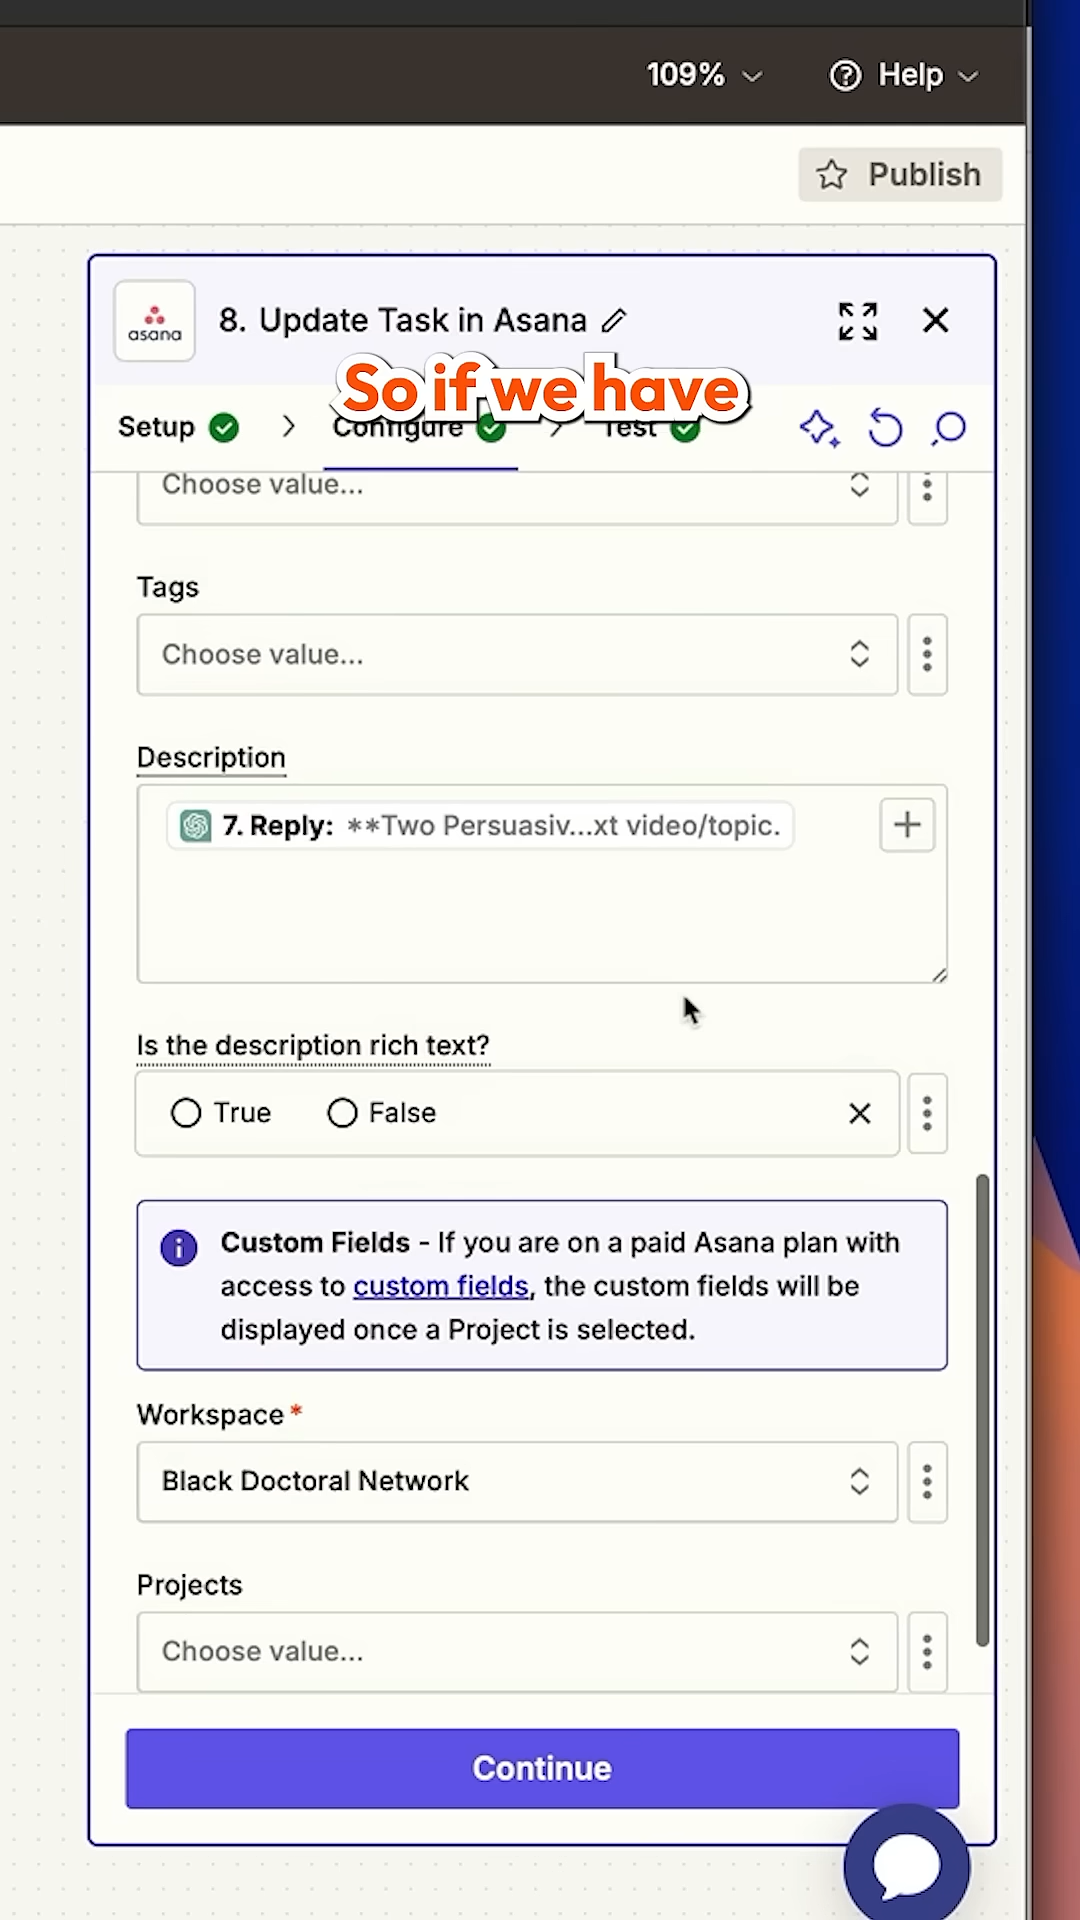 109%
Help
Publish
asana
8. Update Task in Asana
So if we have
Setup
Configure
Test
Choose value...
Tags
Choose value...
Description
7. Reply: **Two Persuasiv...xt video/topic.
Is the description rich text?
True
False
Custom Fields - If you are on a paid Asana plan with
access to custom fields, the custom fields will be
displayed once a Project is selected.
Workspace *
Black Doctoral Network
Projects
Choose value...
Continue